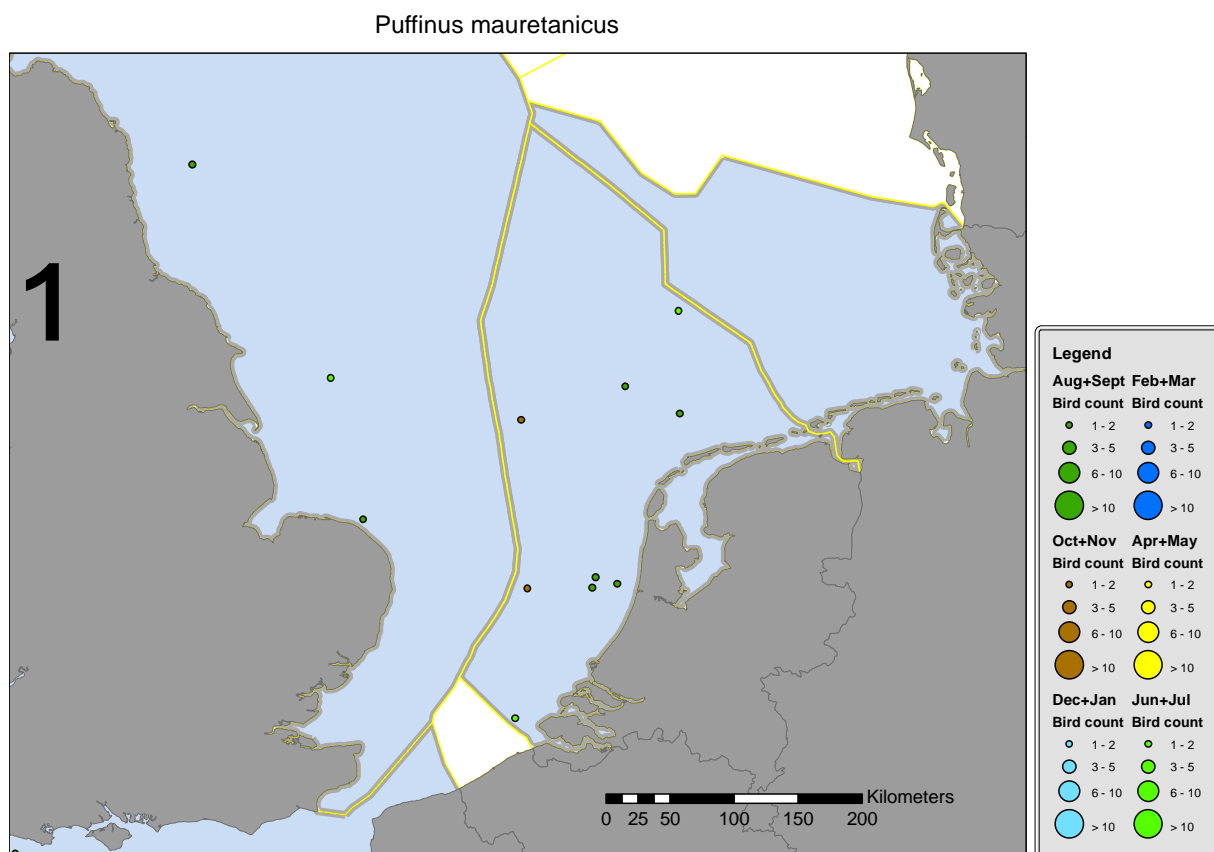 Puffinus mauretanicus
1
Kilometers
0 25 50 100 150 200
Legend
Aug+Sept Feb+Mar
Bird count Bird count
1 - 2 1 - 2
3 - 5 3 - 5
6 - 10 6 - 10
> 10 > 10
Oct+Nov Apr+May
Bird count Bird count
1 - 2 1 - 2
3 - 5 3 - 5
6 - 10 6 - 10
> 10 > 10
Dec+Jan Jun+Jul
Bird count Bird count
1 - 2 1 - 2
3 - 5 3 - 5
6 - 10 6 - 10
> 10 > 10